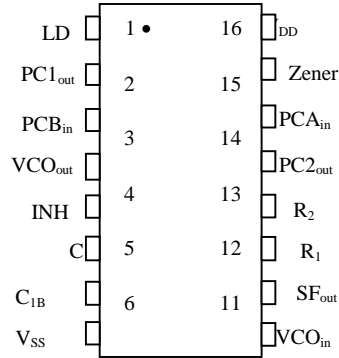 LD 1 • 16 VDD
PC1out 2 15 Zener
PCBin 3 14 PCAin
VCOout 4 13 PC2out
INH 5 12 R2
C 6 11 R1
C1B SFout
VSS VCOin